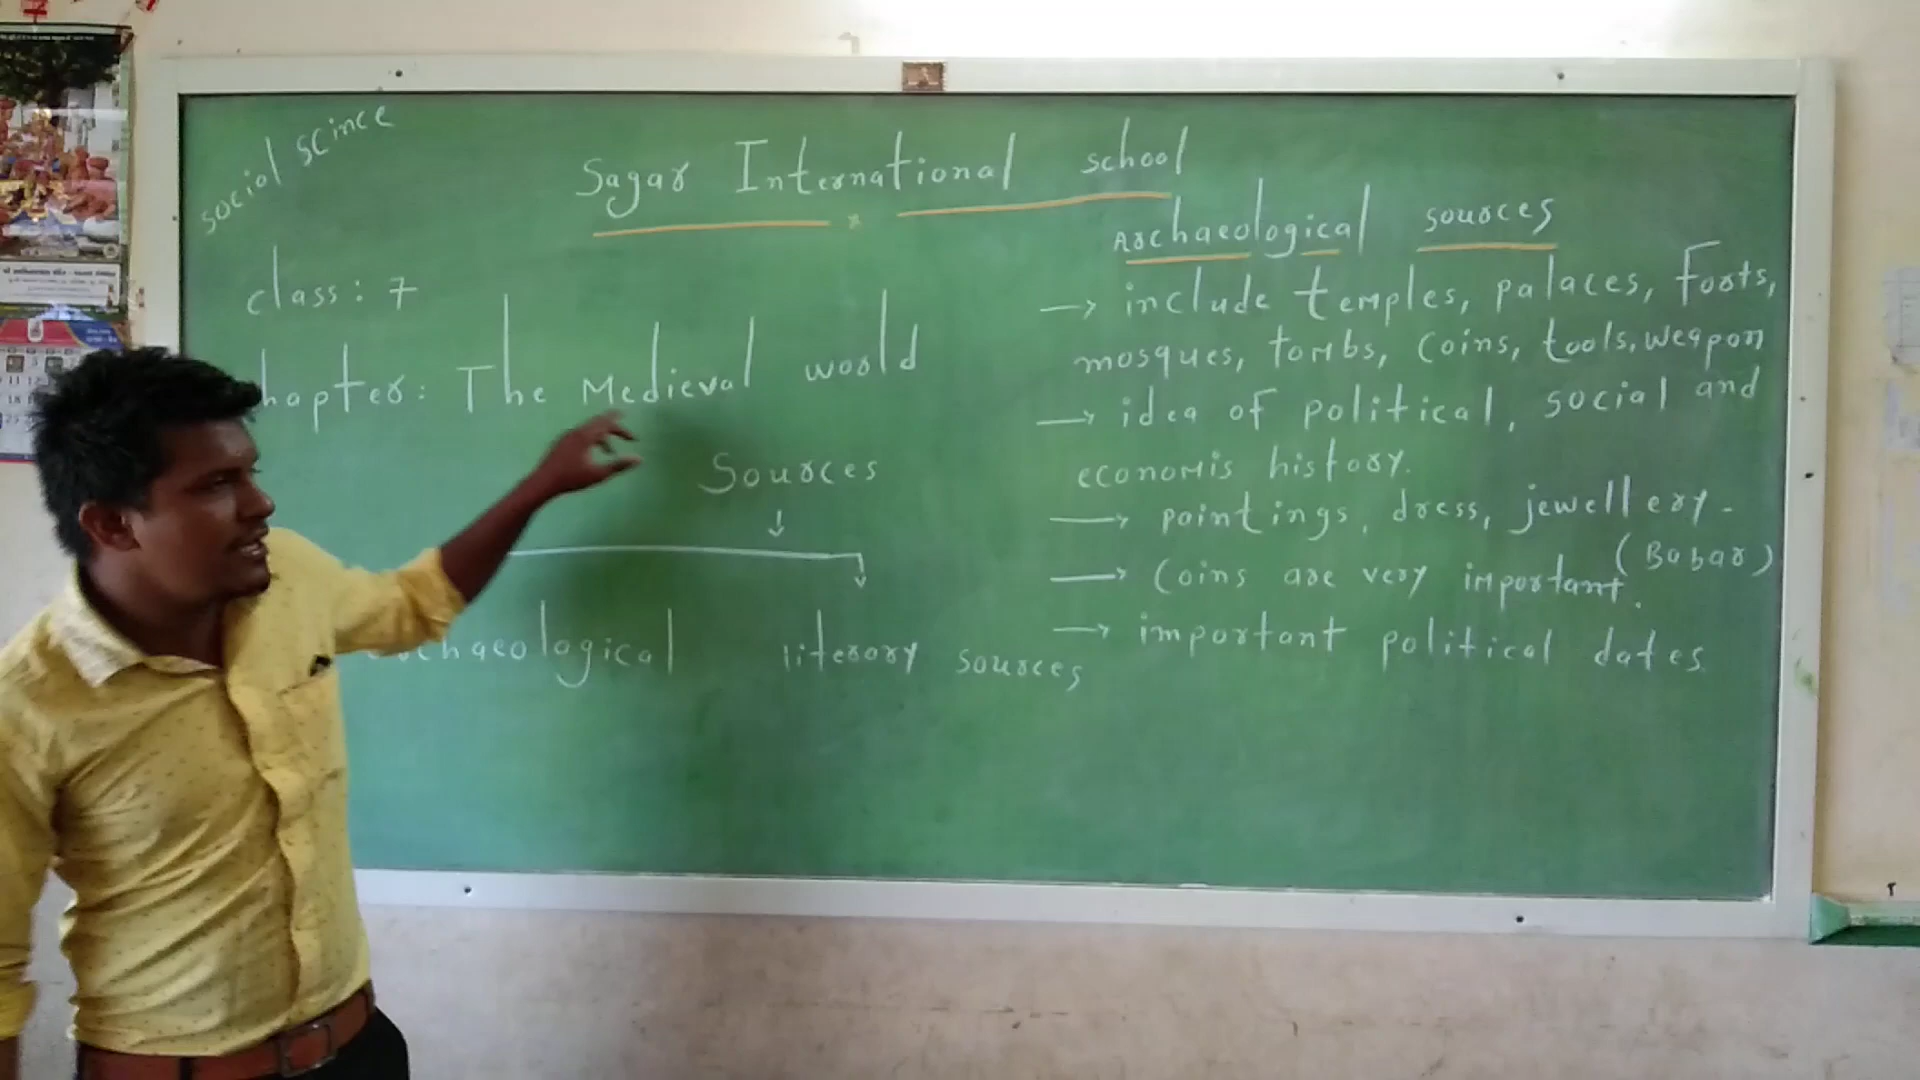 social scince
Sagar International school
class: 7
hapter: The Medieval world
Sources
archaeological
literary sources
Archaeological sources
→ include temples, palaces, forts,
mosques, tombs, coins, tools, weapon
→ idea of political, social and
economis history.
→ paintings, dress, jewellery -
→ coins are very important. (Babar)
→ important political dates